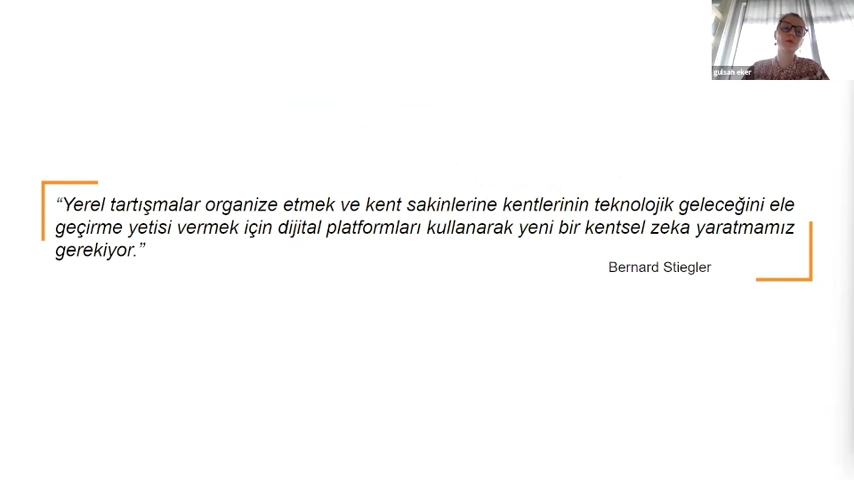 gulsah eker
“Yerel tartışmalar organize etmek ve kent sakinlerine kentlerinin teknolojik geleceğini ele
geçirme yetisi vermek için dijital platformları kullanarak yeni bir kentsel zeka yaratmamız
gerekiyor.”
Bernard Stiegler